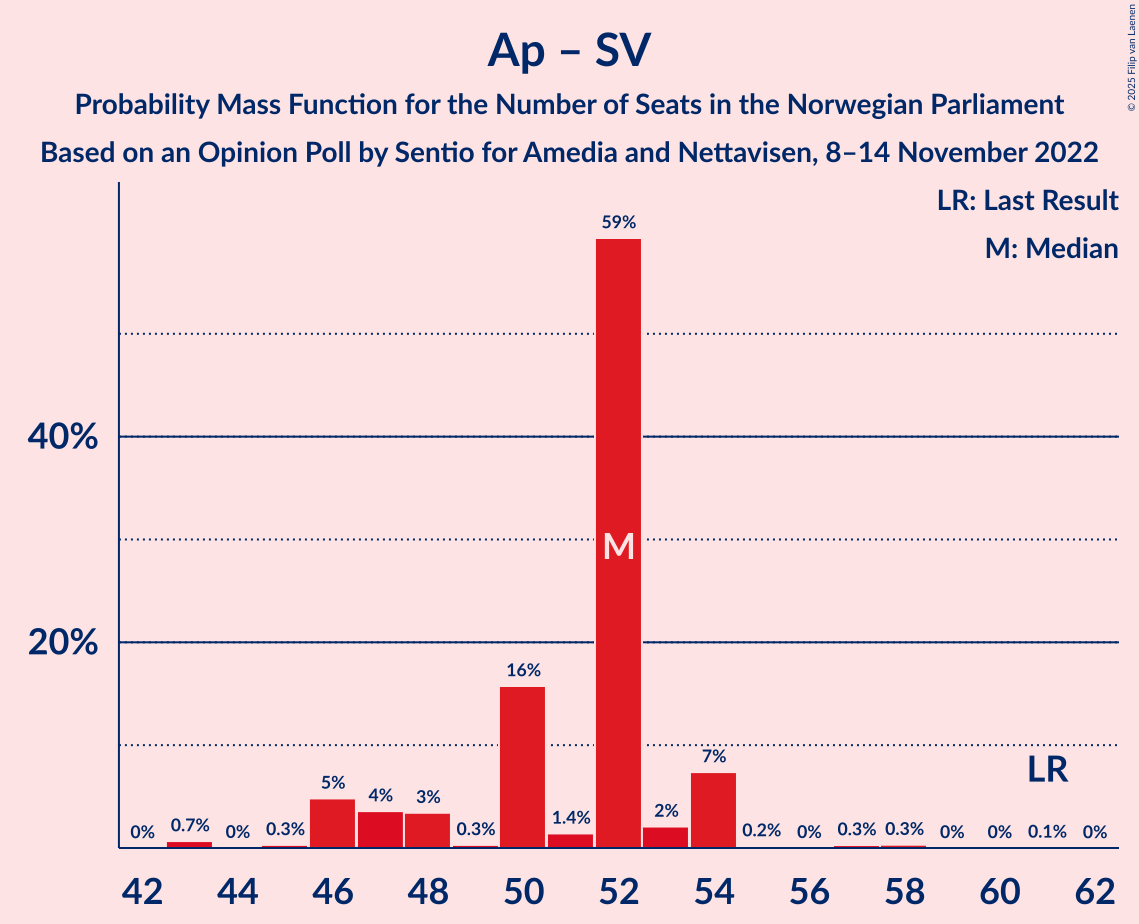 Ap – SV
Probability Mass Function for the Number of Seats in the Norwegian Parliament
Based on an Opinion Poll by Sentio for Amedia and Nettavisen, 8–14 November 2022
© 2025 Filip van Laenen
LR: Last Result
M: Median
59%
40%
M
20%
16%
7%
LR
5%
4%
3%
2%
1.4%
0% 0.7% 0% 0.3% 0.3% 0.2% 0% 0.3% 0.3% 0% 0% 0.1% 0%
42 44 46 48 50 52 54 56 58 60 62